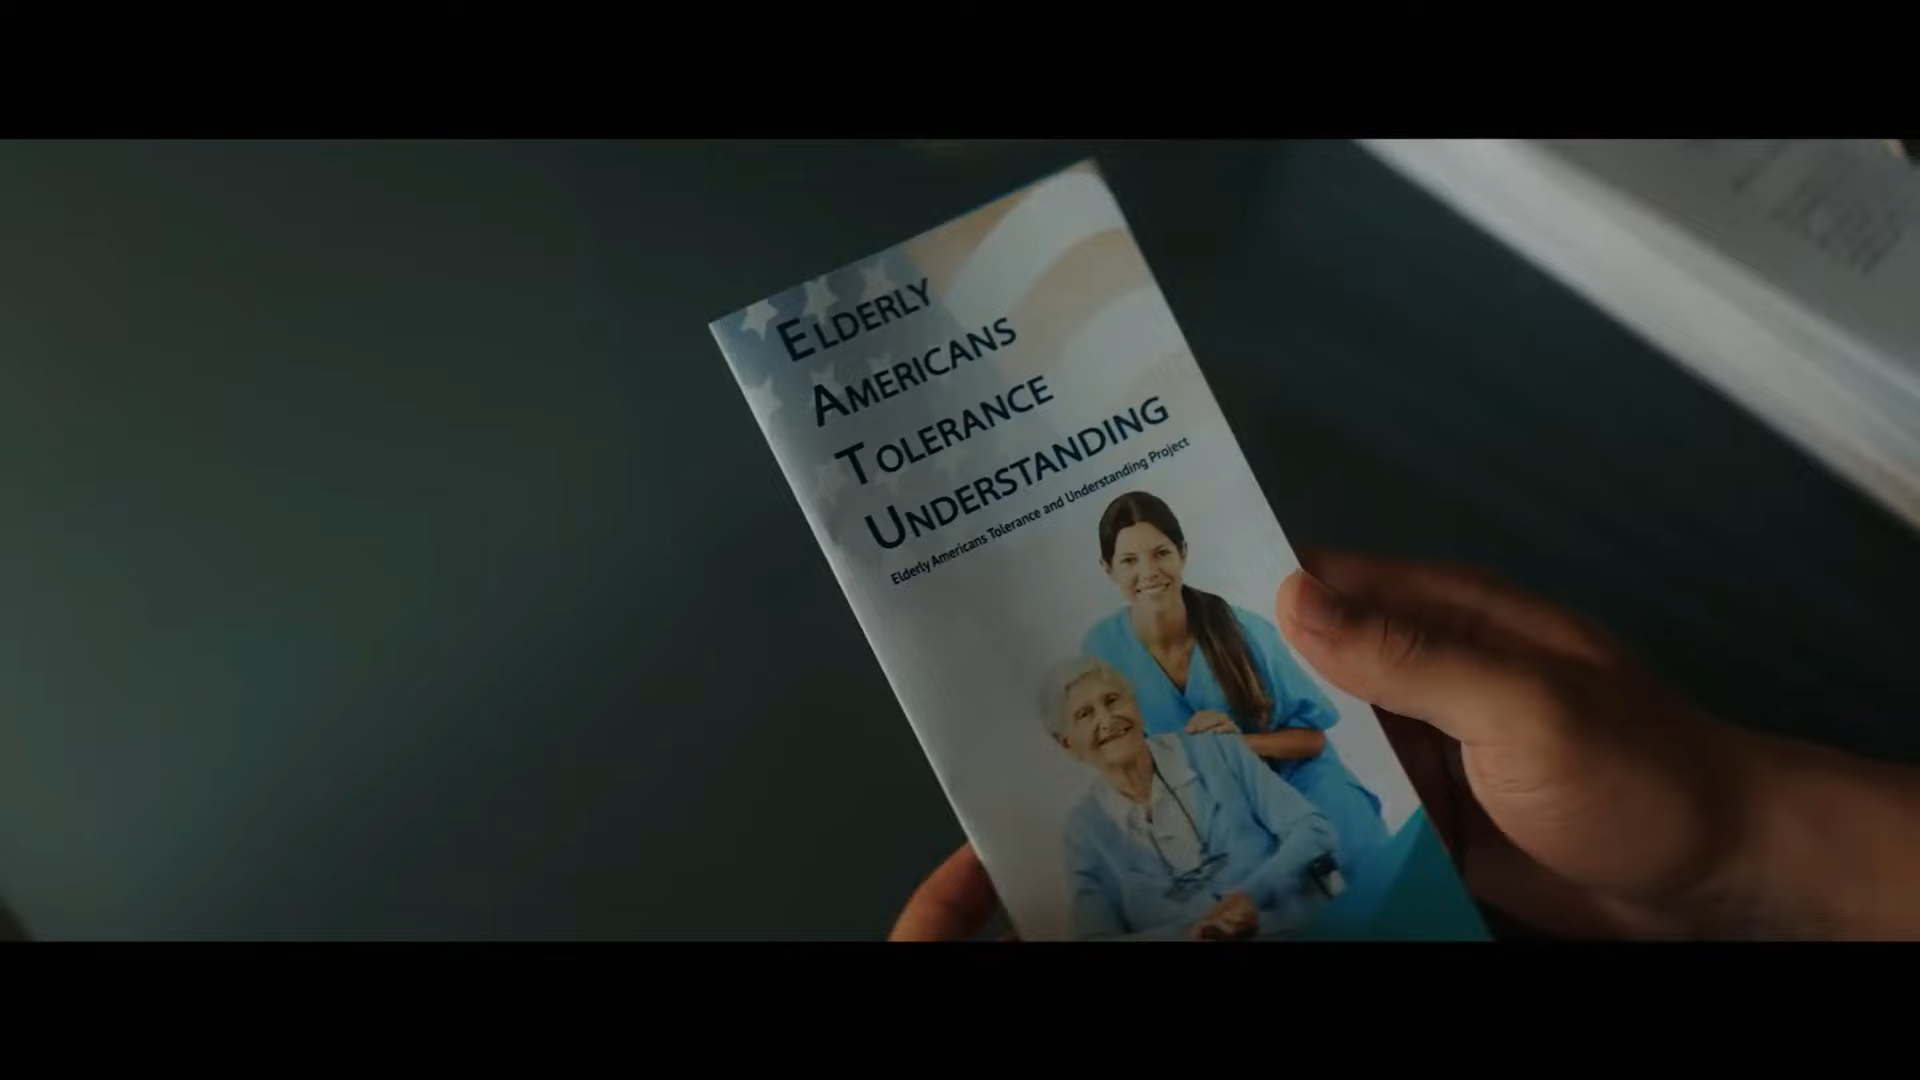 ELDERLY
AMERICANS
TOLERANCE
UNDERSTANDING
Elderly Americans Tolerance and Understanding Project